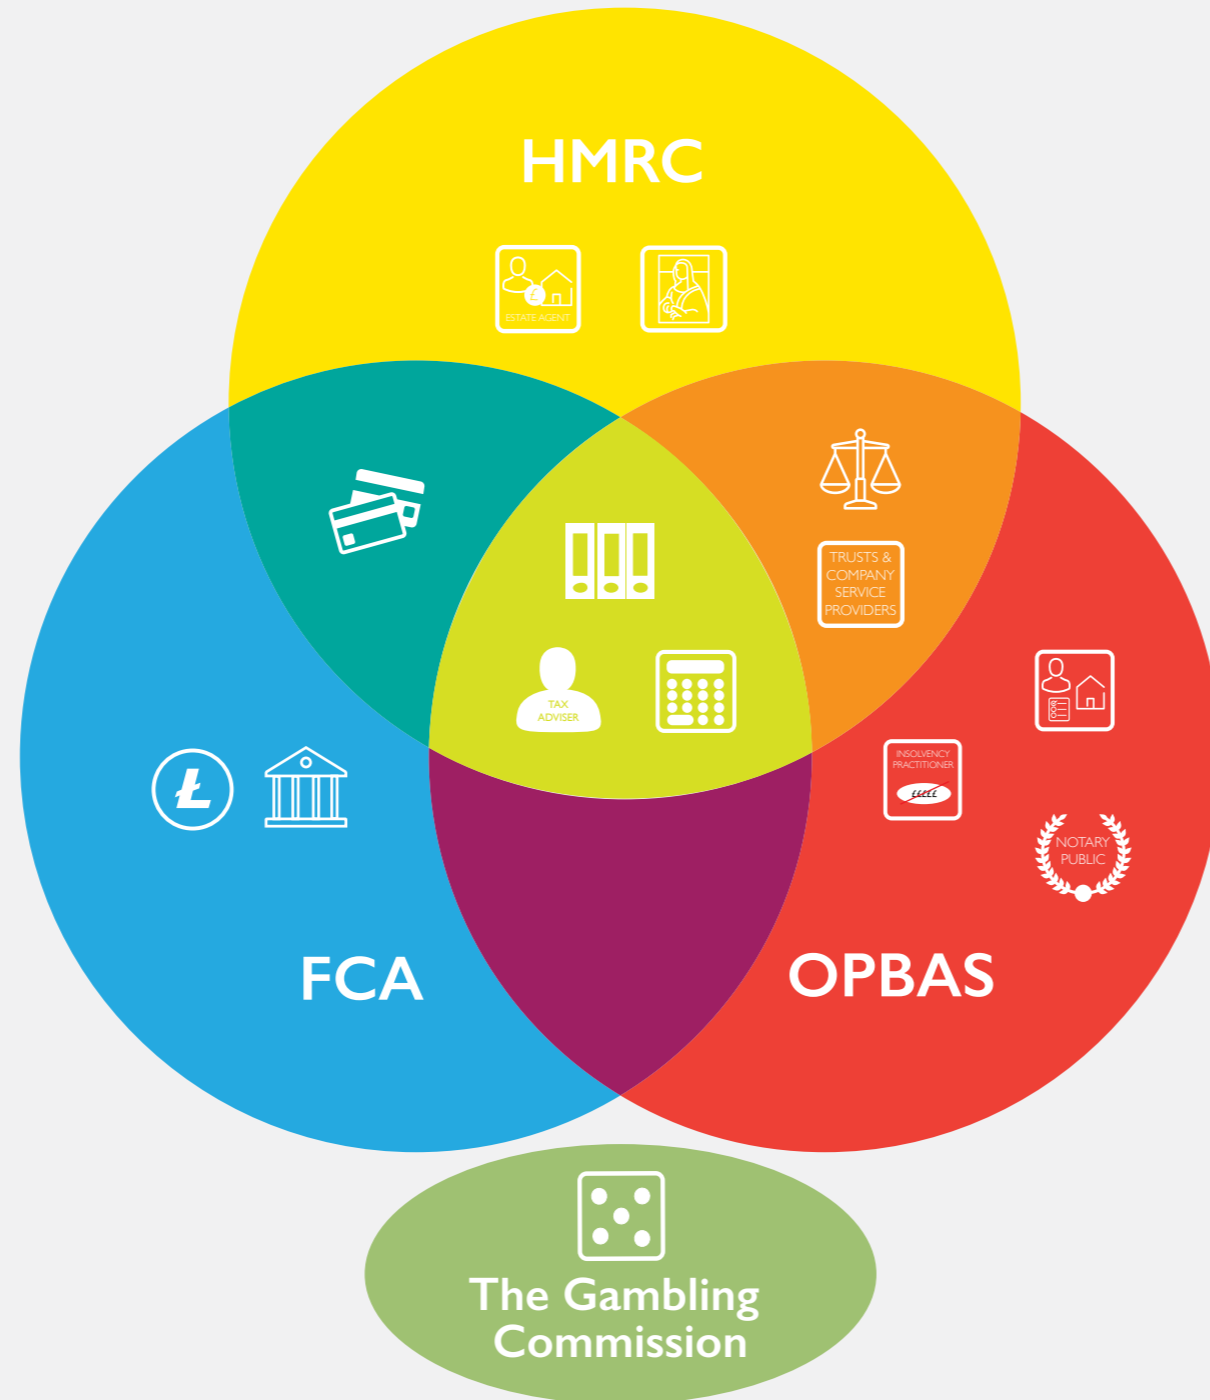 HMRC
ESTATE AGENT
TRUSTS &
COMPANY
SERVICE
PROVIDERS
TAX
ADVISER
INSOLVENCY
PRACTITIONER
£££££
NOTARY
PUBLIC
FCA
OPBAS
The Gambling
Commission